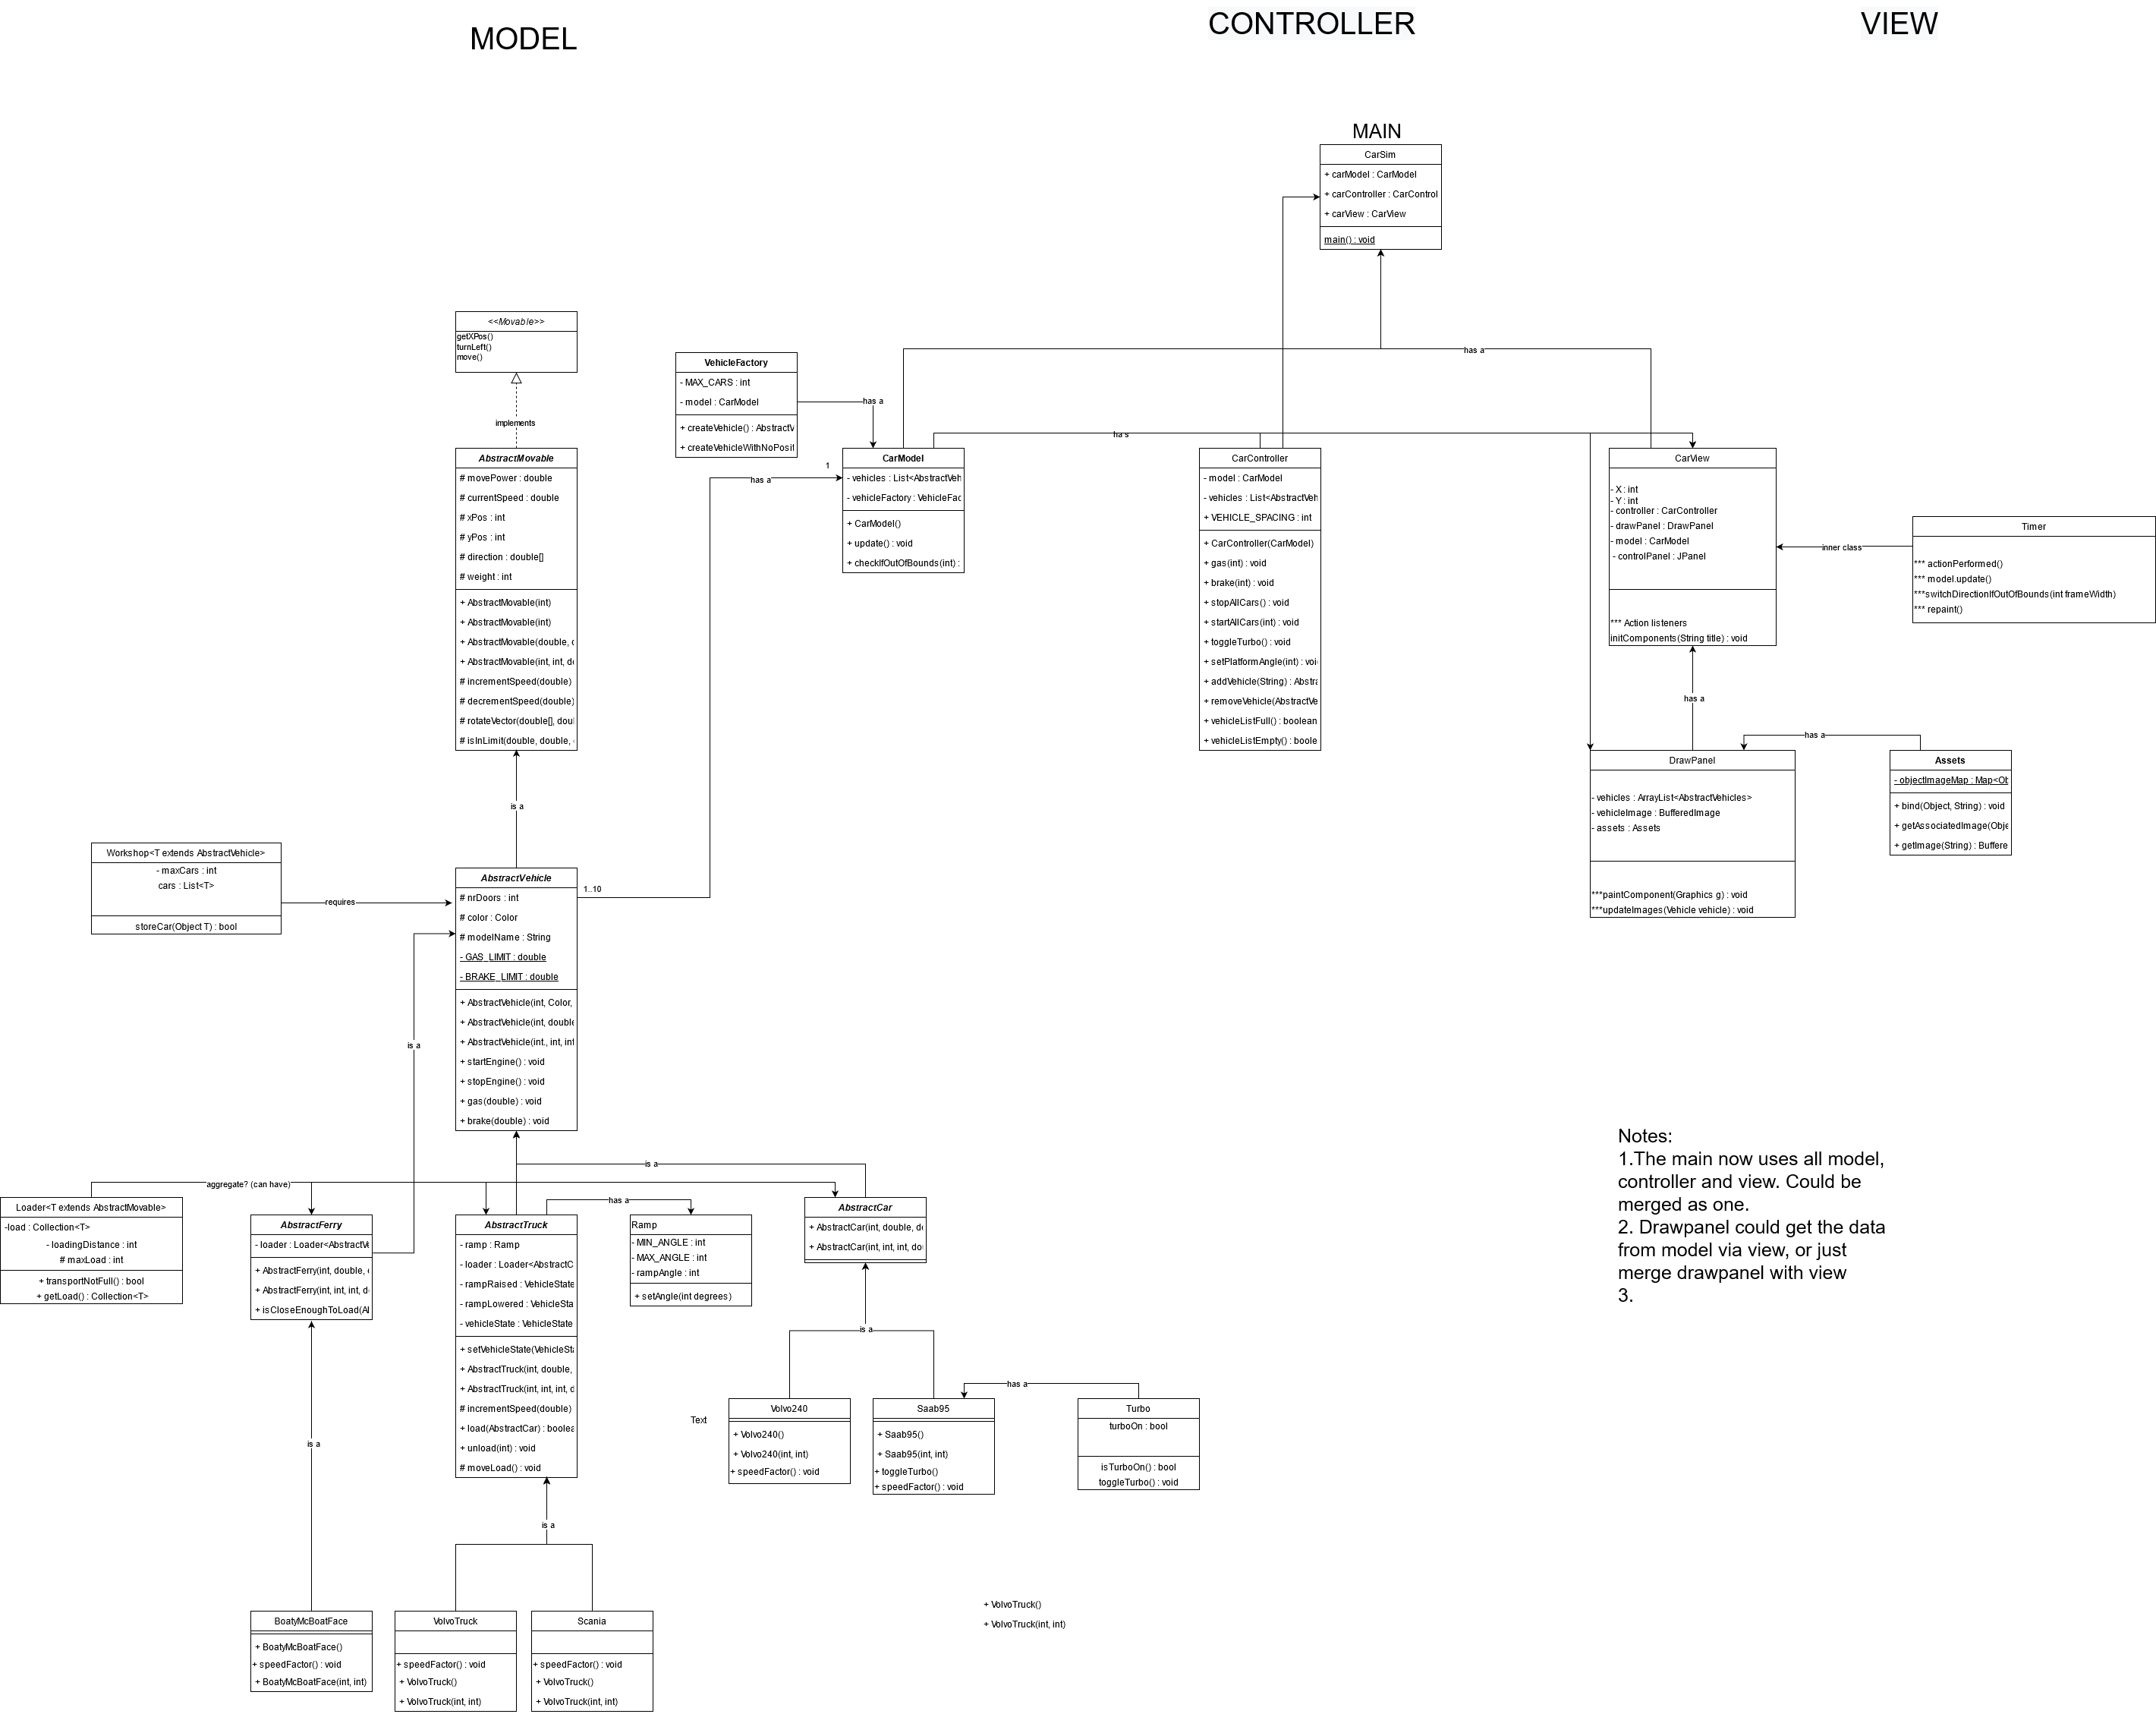 MODEL
CONTROLLER
VIEW
MAIN
CarSim
+ carModel : CarModel
+ carController : CarControl
+ carView : CarView
main() : void
<<Movable>>
getXPos()
turnLeft()
move()
implements
VehicleFactory
- MAX_CARS : int
- model : CarModel
+ createVehicle() : AbstractV
+ createVehicleWithNoPosit
has a
has a
has
AbstractMovable
# movePower : double
# currentSpeed : double
# xPos : int
# yPos : int
# direction : double[]
# weight : int
+ AbstractMovable(int)
+ AbstractMovable(int)
+ AbstractMovable(double, d
+ AbstractMovable(int, int, do
# incrementSpeed(double)
# decrementSpeed(double)
# rotateVector(double[], doul
# isInLimit(double, double,
1
has a
CarModel
- vehicles : List<AbstractVeh
- vehicleFactory : VehicleFac
+ CarModel()
+ update() : void
+ checkIfOutOfBounds(int) :
CarController
- model : CarModel
- vehicles : List<AbstractVeh
+ VEHICLE_SPACING : int
+ CarController(CarModel)
+ gas(int) : void
+ brake(int) : void
+ stopAllCars() : void
+ startAllCars(int) : void
+ toggleTurbo() : void
+ setPlatformAngle(int) : voi
+ addVehicle(String) : Abstra
+ removeVehicle(AbstractVe
+ vehicleListFull() : boolean
+ vehicleListEmpty() : boole
CarView
- X : int
- Y : int
- controller : CarController
- drawPanel : DrawPanel
- model : CarModel
- controlPanel : JPanel
*** Action listeners
initComponents(String title) : void
inner class
Timer
*** actionPerformed()
*** model.update()
***switchDirectionIfOutOfBounds(int frameWidth)
*** repaint()
has a
has a
DrawPanel
- vehicles : ArrayList<AbstractVehicles>
- vehicleImage : BufferedImage
- assets : Assets
***paintComponent(Graphics g) : void
***updateImages(Vehicle vehicle) : void
Assets
- objectImageMap : Map<Ob
+ bind(Object, String) : void
+ getAssociatedImage(Obje
+ getImage(String) : Buffere
is a
Workshop<T extends AbstractVehicle>
- maxCars : int
cars : List<T>
storeCar(Object T) : bool
requires
AbstractVehicle
# nrDoors : int
# color : Color
# modelName : String
- GAS_LIMIT : double
- BRAKE_LIMIT : double
+ AbstractVehicle(int, Color,
+ AbstractVehicle(int, double
+ AbstractVehicle(int., int, int
+ startEngine() : void
+ stopEngine() : void
+ gas(double) : void
+ brake(double) : void
1..10
is a
is a
aggregate? (can have)
has a
Loader<T extends AbstractMovable>
-load : Collection<T>
- loadingDistance : int
# maxLoad : int
+ transportNotFull() : bool
+ getLoad() : Collection<T>
AbstractFerry
- loader : Loader<AbstractVe
+ AbstractFerry(int, double,
+ AbstractFerry(int, int, int, d
+ isCloseEnoughToLoad(Al
AbstractTruck
- ramp : Ramp
- loader : Loader<AbstractC
- rampRaised : VehicleState
- rampLowered : VehicleSta
- vehicleState : VehicleState
+ setVehicleState(VehicleSta
+ AbstractTruck(int, double,
+ AbstractTruck(int, int, int, d
# incrementSpeed(double)
+ load(AbstractCar) : boolea
+ unload(int) : void
# moveLoad() : void
Ramp
- MIN_ANGLE : int
- MAX_ANGLE : int
- rampAngle : int
+ setAngle(int degrees)
AbstractCar
+ AbstractCar(int, double, do
+ AbstractCar(int, int, int, dou
Notes:
1.The main now uses all model,
controller and view. Could be
merged as one.
2. Drawpanel could get the data
from model via view, or just
merge drawpanel with view
3.
is a
has a
Text
Volvo240
+ Volvo240()
+ Volvo240(int, int)
+ speedFactor() : void
Saab95
+ Saab95()
+ Saab95(int, int)
+ toggleTurbo()
+ speedFactor() : void
Turbo
turboOn : bool
isTurboOn() : bool
toggleTurbo() : void
is a
is a
BoatyMcBoatFace
+ BoatyMcBoatFace()
+ speedFactor() : void
+ BoatyMcBoatFace(int, int)
VolvoTruck
+ speedFactor() : void
+ VolvoTruck()
+ VolvoTruck(int, int)
Scania
+ speedFactor() : void
+ VolvoTruck()
+ VolvoTruck(int, int)
+ VolvoTruck()
+ VolvoTruck(int, int)